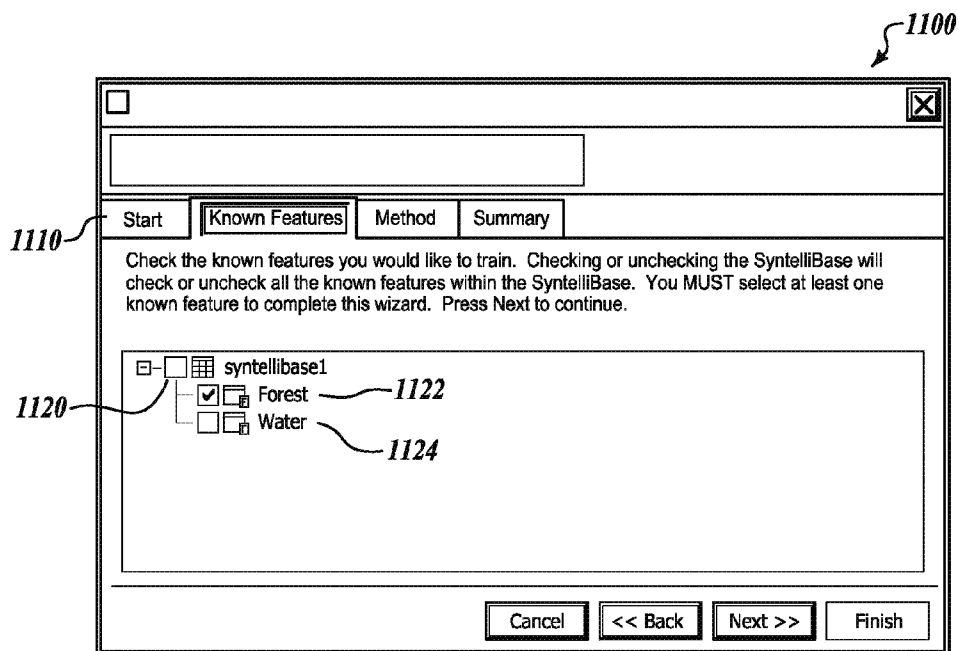 1100
Start Known Features Method Summary
1110
Check the known features you would like to train. Checking or unchecking the SyntelliBase will
check or uncheck all the known features within the SyntelliBase. You MUST select at least one
known feature to complete this wizard. Press Next to continue.
syntellibase1
1120
Forest 1122
Water
1124
Cancel << Back Next >> Finish